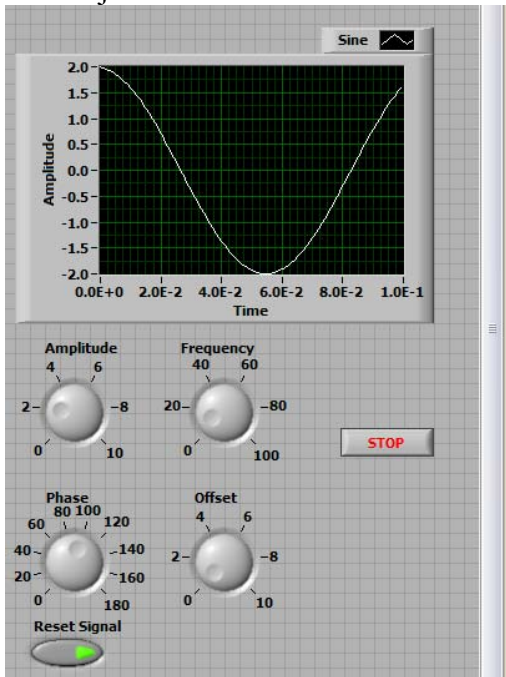 Sine
2.0
1.5
1.0
0.5
0.0
-0.5
-1.0
-1.5
-2.0
Amplitude
0.0E+0 2.0E-2 4.0E-2 6.0E-2 8.0E-2 1.0E-1
Time
Amplitude
0 2 4 6 8 10
Frequency
0 20 40 60 80 100
STOP
Phase
0 20 40 60 80 100 120 140 160 180
Offset
0 2 4 6 8 10
Reset Signal